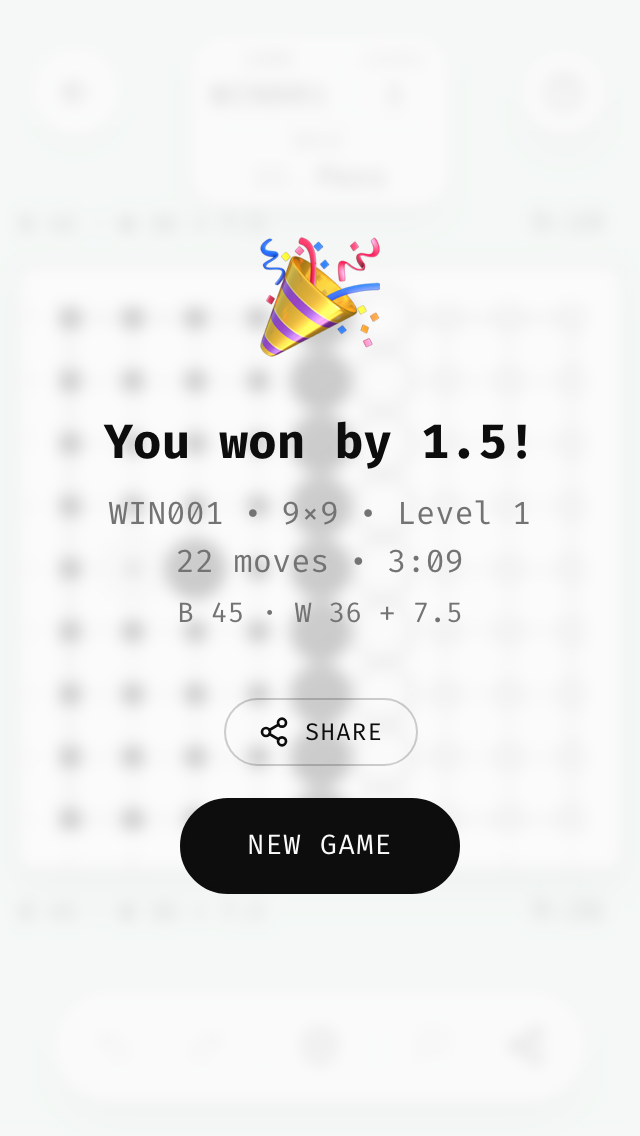 You won by 1.5!
WIN001 • 9×9 • Level 1
22 moves • 3:09
B 45 · W 36 + 7.5
SHARE
NEW GAME